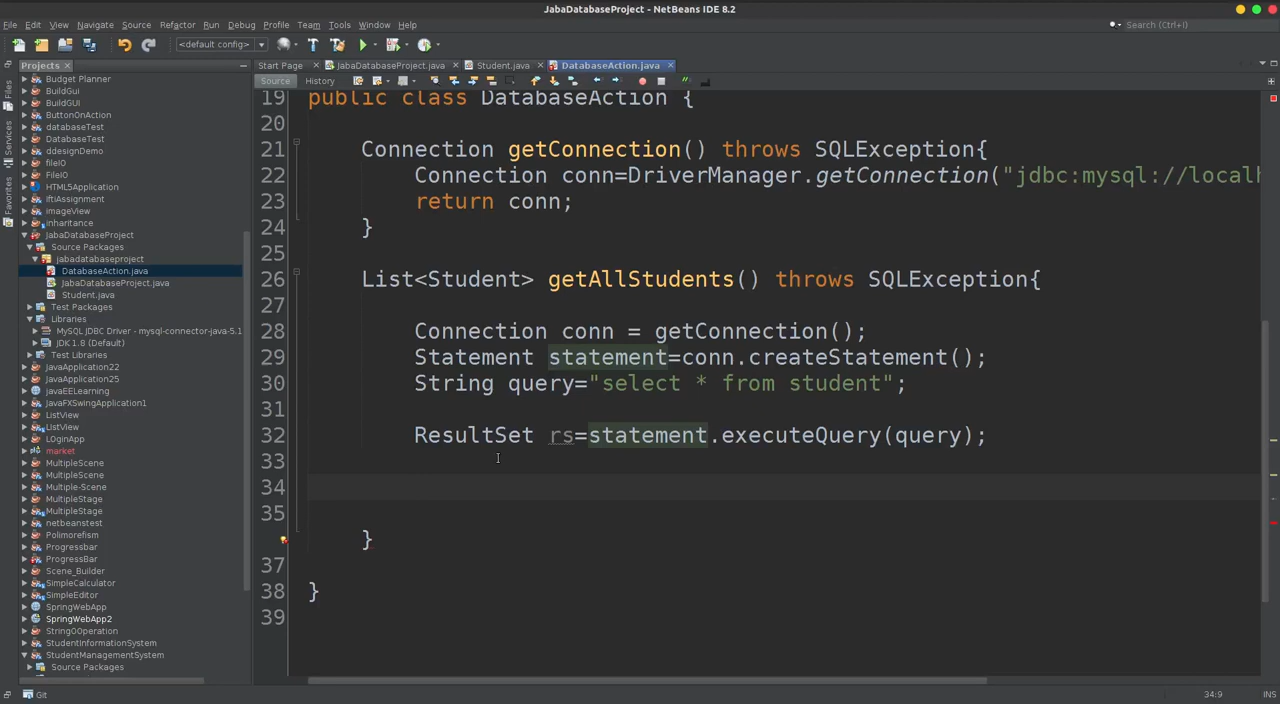 JabaDatabaseProject - NetBeans IDE 8.2
File Edit View Navigate Source Refactor Run Debug Profile Team Tools Window Help
Search (Ctrl+I)
<default config>
Projects
Start Page JabaDatabaseProject.java Student.java DatabaseAction.java
Source History
Files
Services
Favorites
Budget Planner
BuildGui
BuildGUI
ButtonOnAction
databaseTest
DatabaseTest
ddesignDemo
fileIO
FileIO
HTML5Application
iftiAssignment
imageView
inheritance
JabaDatabaseProject
Source Packages
jabadatabaseproject
DatabaseAction.java
JabaDatabaseProject.java
Student.java
Test Packages
Libraries
MySQL JDBC Driver - mysql-connector-java-5.1
JDK 1.8 (Default)
Test Libraries
JavaApplication22
JavaApplication25
javaEELearning
JavaFXSwingApplication1
ListView
ListView
LOginApp
market
MultipleScene
MultipleScene
Multiple-Scene
MultipleStage
MultipleStage
netbeanstest
Polimorefism
Progressbar
ProgressBar
Scene_Builder
SimpleCalculator
SimpleEditor
SpringWebApp
SpringWebApp2
StringOOperation
StudentInformationSystem
StudentManagementSystem
Source Packages
19 public class DatabaseAction {
20
21 Connection getConnection() throws SQLException{
22 Connection conn=DriverManager.getConnection("jdbc:mysql://localh
23 return conn;
24 }
25
26 List<Student> getAllStudents() throws SQLException{
27
28 Connection conn = getConnection();
29 Statement statement=conn.createStatement();
30 String query="select * from student";
31
32 ResultSet rs=statement.executeQuery(query);
33
34
35
}
37
38 }
39
Git
34:9 INS